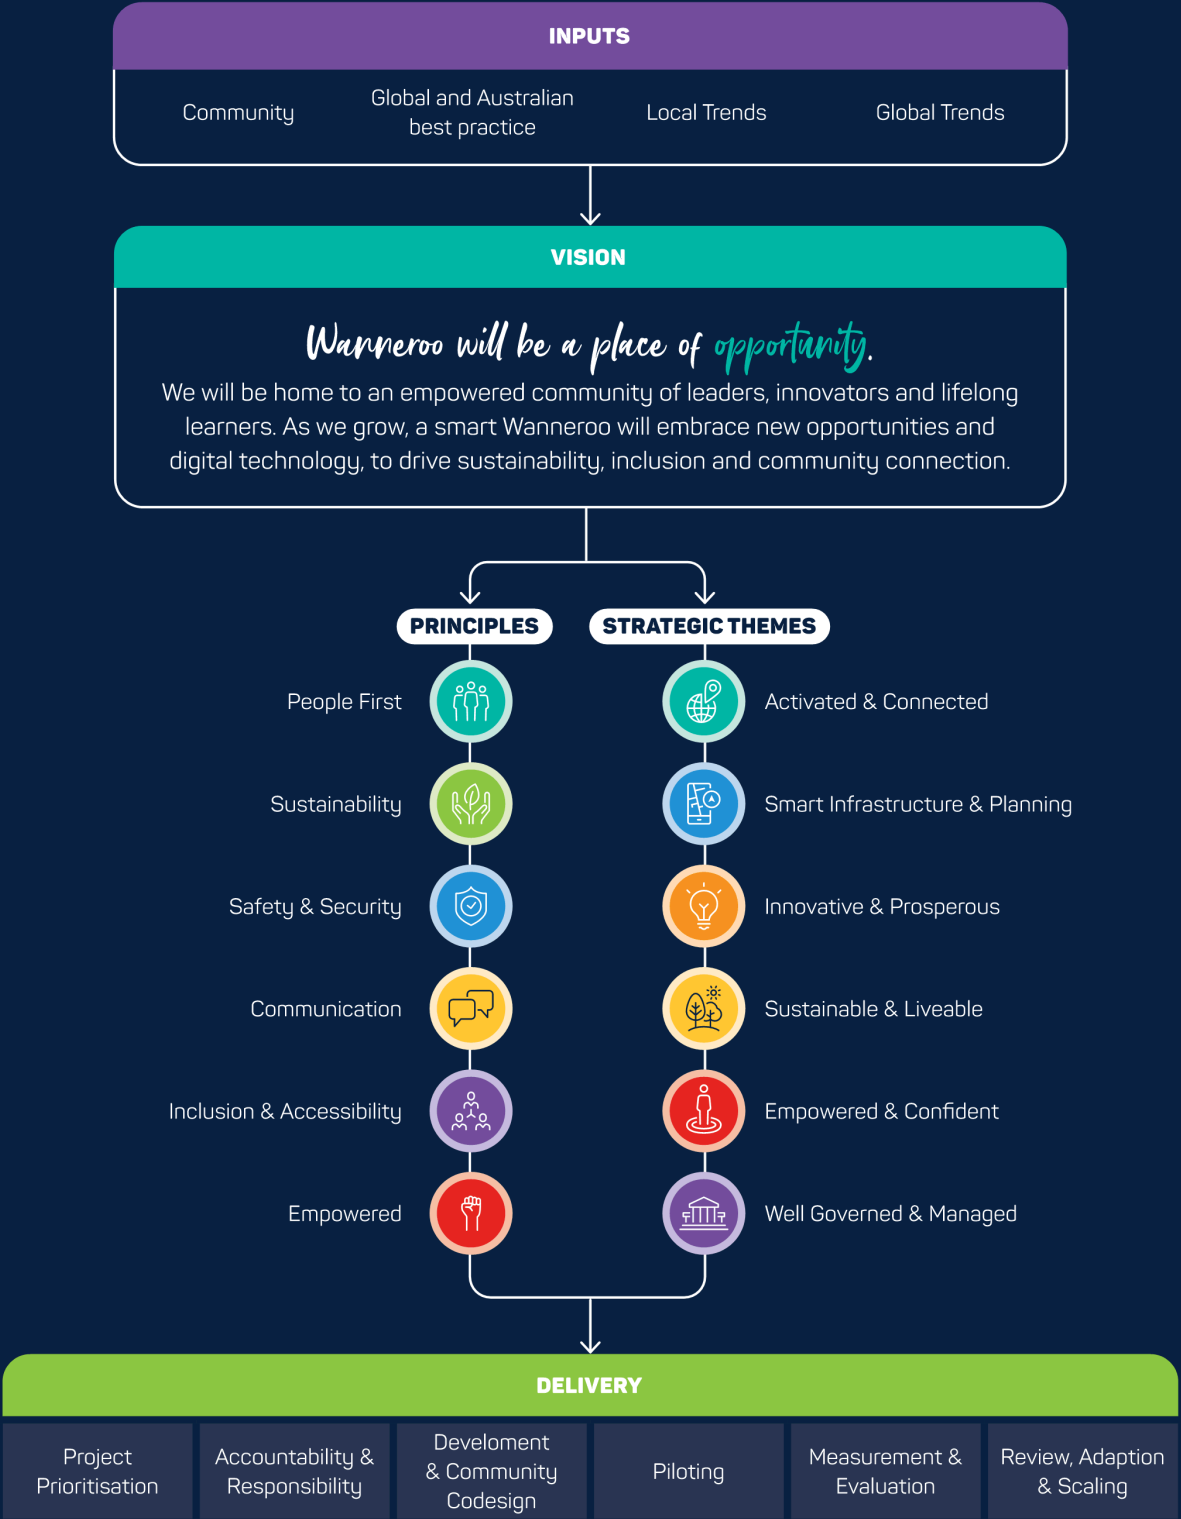 INPUTS
Community
Global and Australian
best practice
Local Trends
Global Trends
VISION
Wanneroo will be a place of opportunity.
We will be home to an empowered community of leaders, innovators and lifelong
learners. As we grow, a smart Wanneroo will embrace new opportunities and
digital technology, to drive sustainability, inclusion and community connection.
PRINCIPLES
People First
Sustainability
Safety & Security
Communication
Inclusion & Accessibility
Empowered
STRATEGIC THEMES
Activated & Connected
Smart Infrastructure & Planning
Innovative & Prosperous
Sustainable & Liveable
Empowered & Confident
Well Governed & Managed
DELIVERY
Project
Prioritisation
Accountability &
Responsibility
Develoment
& Community
Codesign
Piloting
Measurement &
Evaluation
Review, Adaption
& Scaling